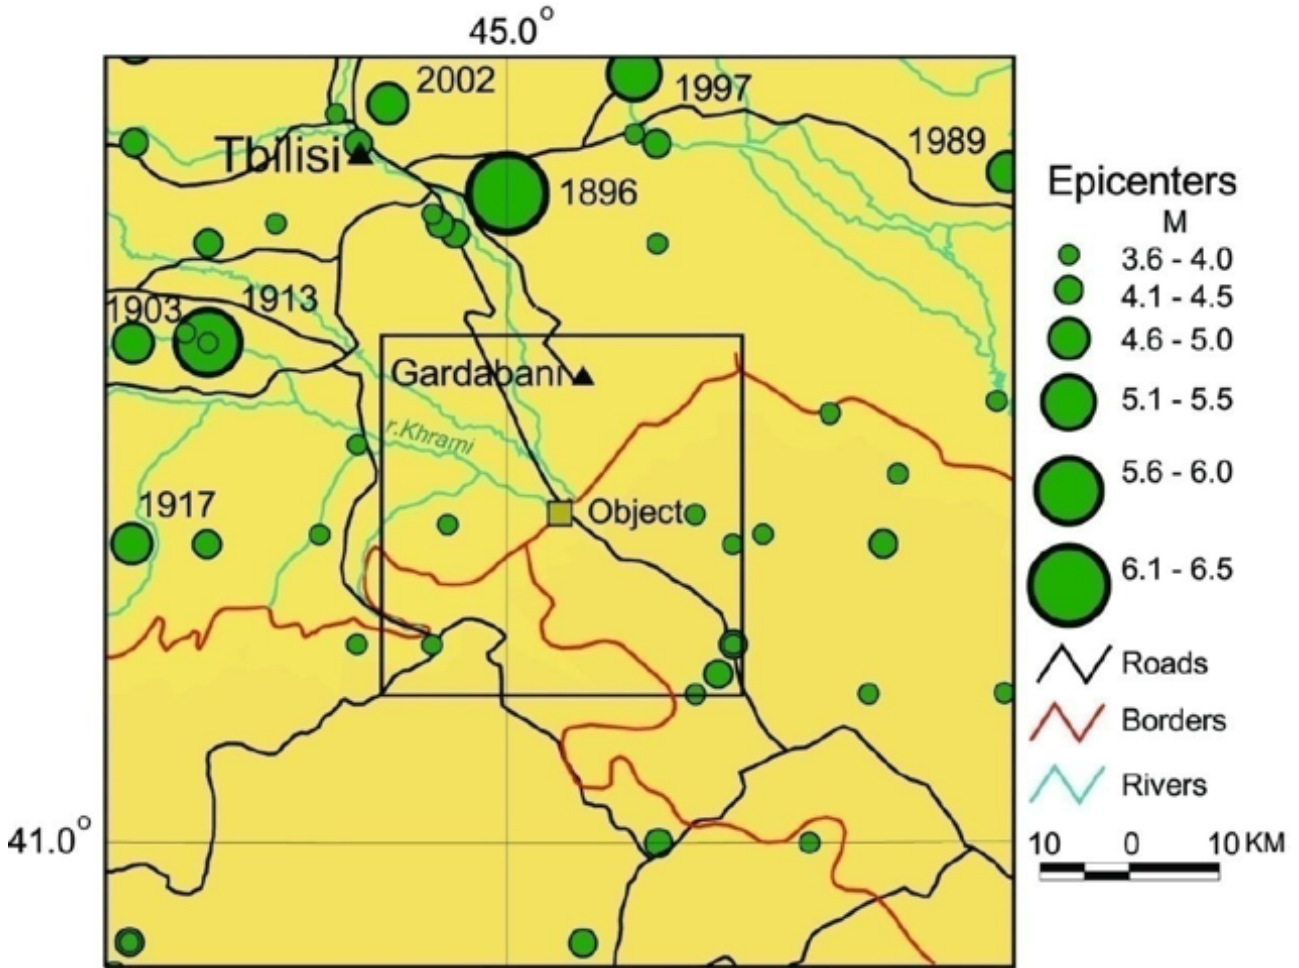 45.0°
2002
1997
Tbilisi
1989
1896
1903
1913
Gardabani
r.Khrami
1917
Object
41.0°
Epicenters
M
3.6 - 4.0
4.1 - 4.5
4.6 - 5.0
5.1 - 5.5
5.6 - 6.0
6.1 - 6.5
Roads
Borders
Rivers
10 0 10 KM